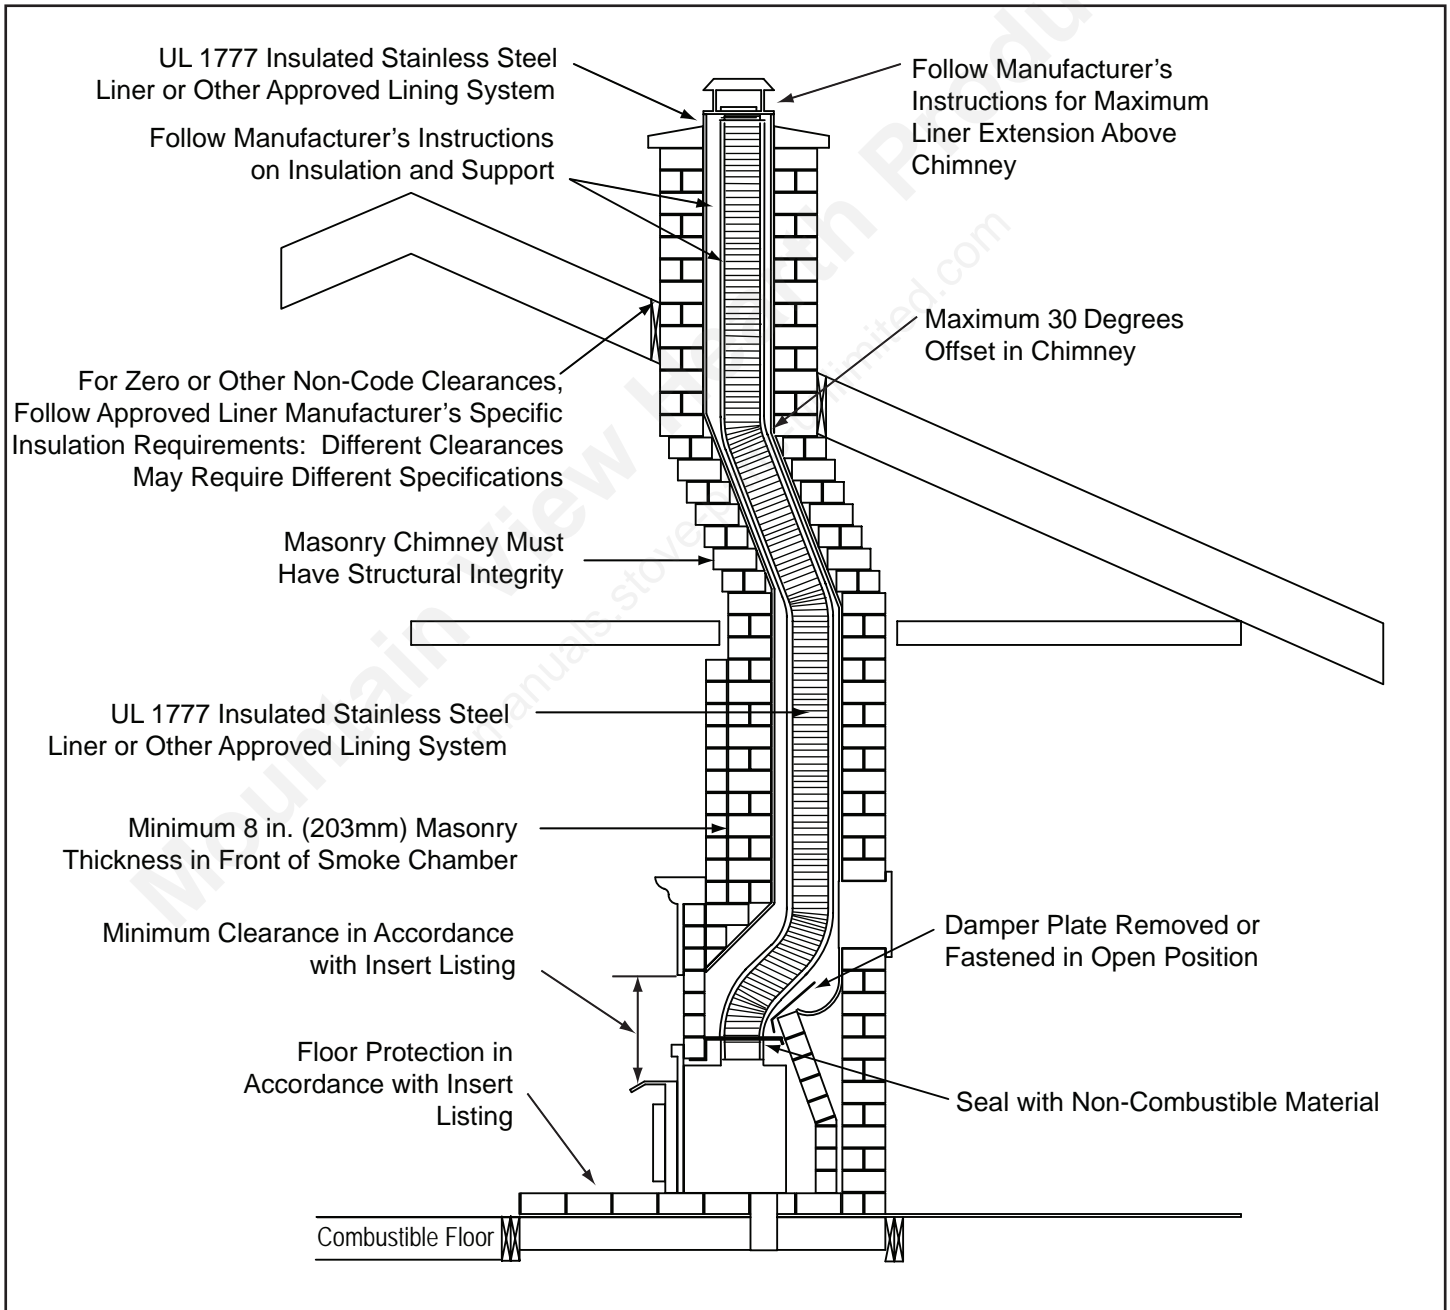 UL 1777 Insulated Stainless Steel
Liner or Other Approved Lining System
Follow Manufacturer's Instructions
on Insulation and Support
Follow Manufacturer's
Instructions for Maximum
Liner Extension Above
Chimney
Maximum 30 Degrees
Offset in Chimney
For Zero or Other Non-Code Clearances,
Follow Approved Liner Manufacturer's Specific
Insulation Requirements:  Different Clearances
May Require Different Specifications
Masonry Chimney Must
Have Structural Integrity
UL 1777 Insulated Stainless Steel
Liner or Other Approved Lining System
Minimum 8 in. (203mm) Masonry
Thickness in Front of Smoke Chamber
Minimum Clearance in Accordance
with Insert Listing
Damper Plate Removed or
Fastened in Open Position
Floor Protection in
Accordance with Insert
Listing
Seal with Non-Combustible Material
Combustible Floor
Mountain View Hearth Produ